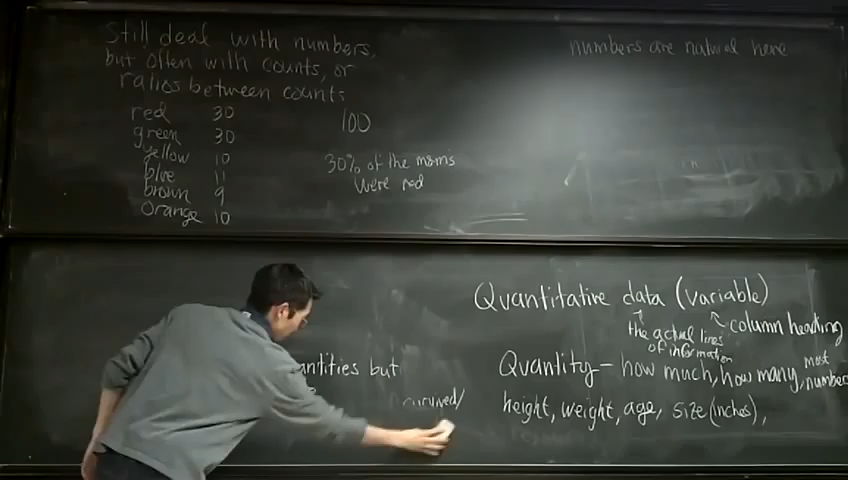 Still deal with numbers,
but often with counts, or
ratios between counts
red 30
green 30
yellow 10
blue 11
brown 9
orange 10
100
30% of the m&m's
were red
numbers are natural here
antities but
survived/
Quantitative data (variable)
the actual lines
of information
column heading
Quantity - how much, how many, most
numbers
height, weight, age, size (inches),